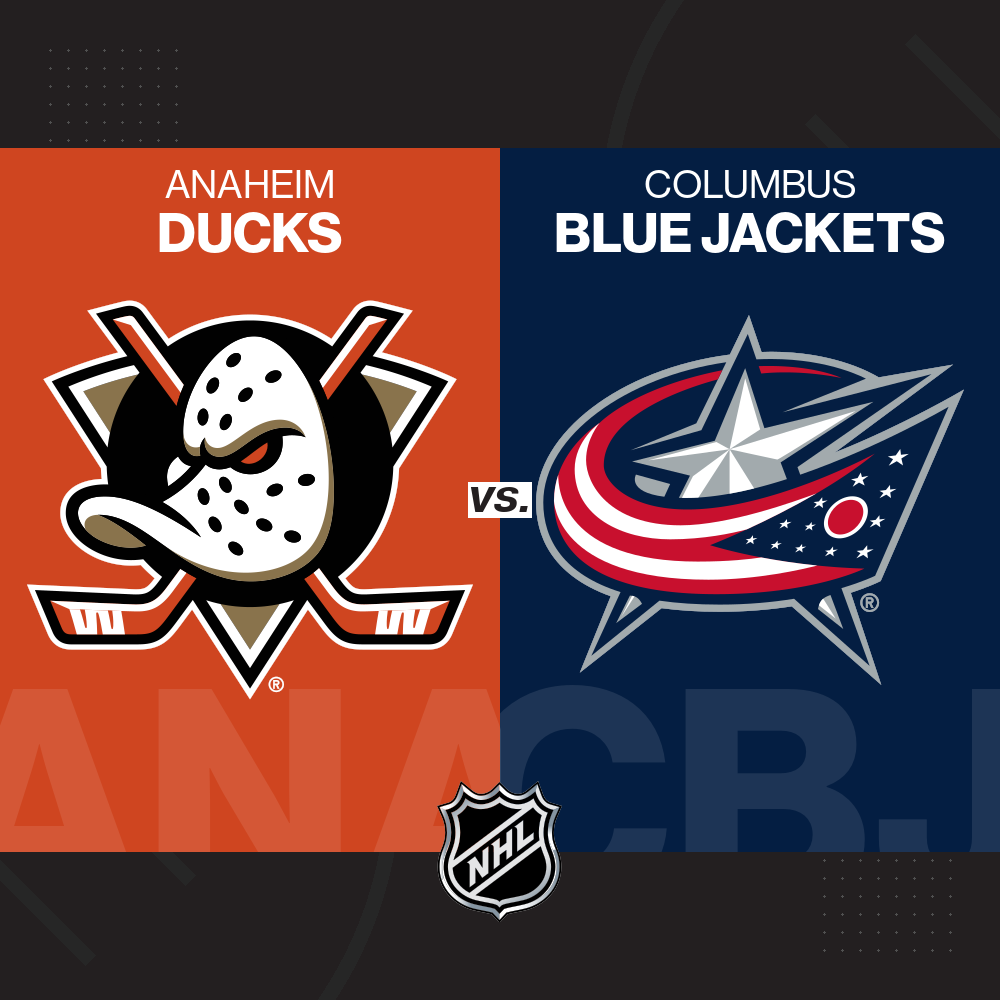 ANAHEIM
DUCKS
COLUMBUS
BLUE JACKETS
VS.
®
®
ANA
CBJ
NHL